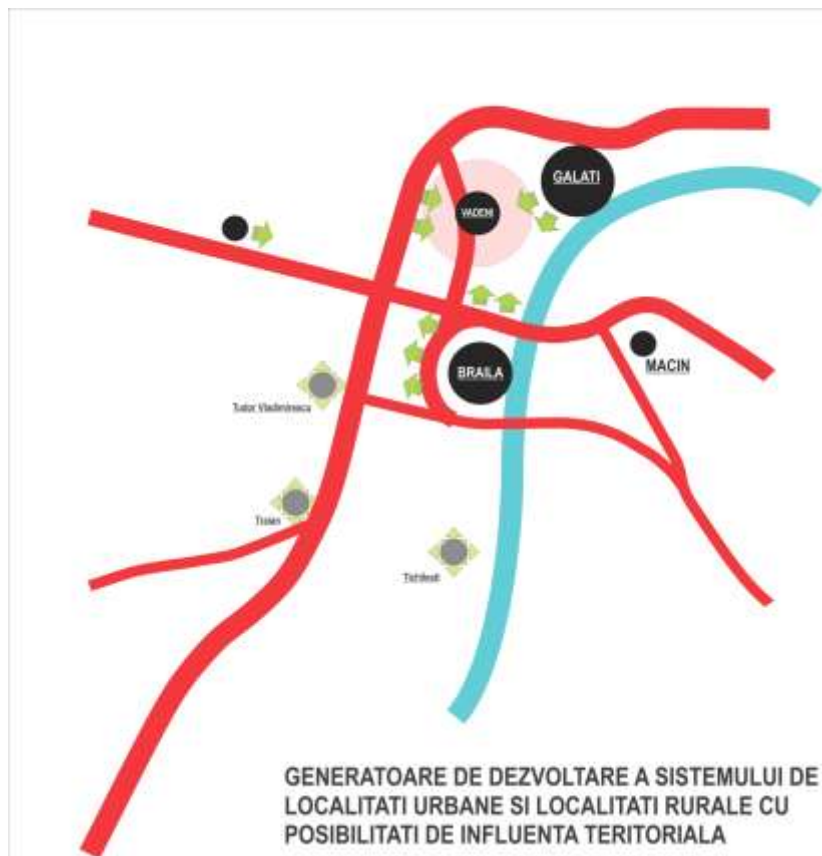 GALATI
VADENI
BRAILA
MACIN
Tudor Vladimirescu
Traian
Tichilesti
GENERATOARE DE DEZVOLTARE A SISTEMULUI DE
LOCALITATI URBANE SI LOCALITATI RURALE CU
POSIBILITATI DE INFLUENTA TERITORIALA